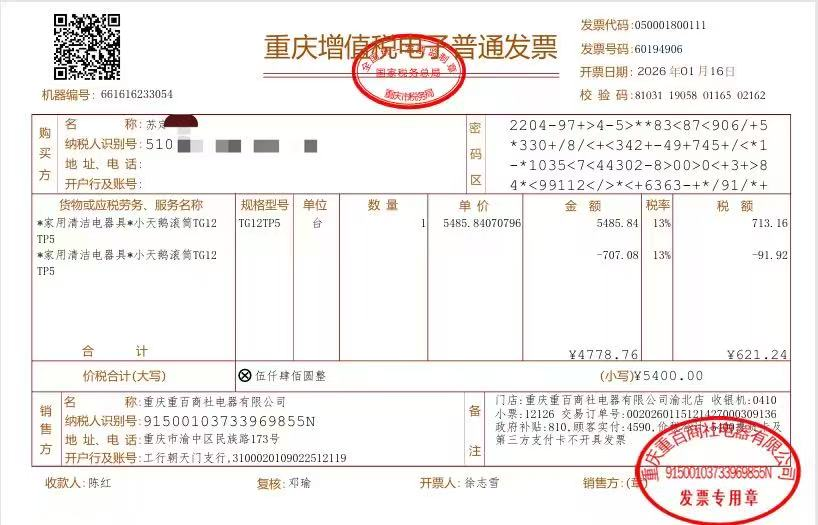 重庆增值税电子普通发票
国家税务总局
重庆市税务局
发票代码:050001800111
发票号码:60194906
开票日期: 2026 年01 月16日
校 验 码:81031 19058 01165 02162
机器编号: 661616233054
购买方
名 称:苏
纳税人识别号:510
地 址、电 话:
开户行及账号:
密码区
2204-97+>4-5>**83<87<906/+5
*330+/8/<+<342+-49+745+/<*1
-*1035<7<44302-8>00>0<+3+>8
4*<99112</>*<+6363-+*/91/*+
货物或应税劳务、服务名称 规格型号 单位 数 量 单 价 金 额 税率 税 额
*家用清洁电器具*小天鹅滚筒TG12 TG12TP5 台 1 5485.84070796 5485.84 13% 713.16
TP5
*家用清洁电器具*小天鹅滚筒TG12 -707.08 13% -91.92
TP5
合 计 ¥4778.76 ¥621.24
价税合计(大写) ⊗伍仟肆佰圆整 (小写)¥5400.00
销售方
名 称:重庆重百商社电器有限公司
纳税人识别号:91500103733969855N
地 址、电 话:重庆市渝中区民族路173号
开户行及账号:工行朝天门支行,3100020109022512119
备注
门店:重庆重百商社电器有限公司渝北店 收银机:0410
小票:12126 交易订单号:0020260115121427000309136
政府补贴:810,顾客实付:4590,价
第三方支付卡不开具发票
收款人:陈红 复核:邓瑜 开票人:徐志雪 销售方:(章)
重庆重百商社电器有限公司
91500103733969855N
发票专用章